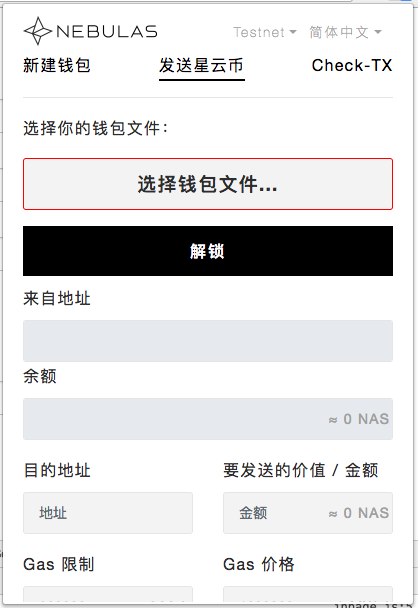 NEBULAS Testnet 简体中文
新建钱包 发送星云币 Check-TX
选择你的钱包文件：
选择钱包文件...
解锁
来自地址
余额
≈ 0 NAS
目的地址 要发送的价值 / 金额
地址 金额 ≈ 0 NAS
Gas 限制 Gas 价格